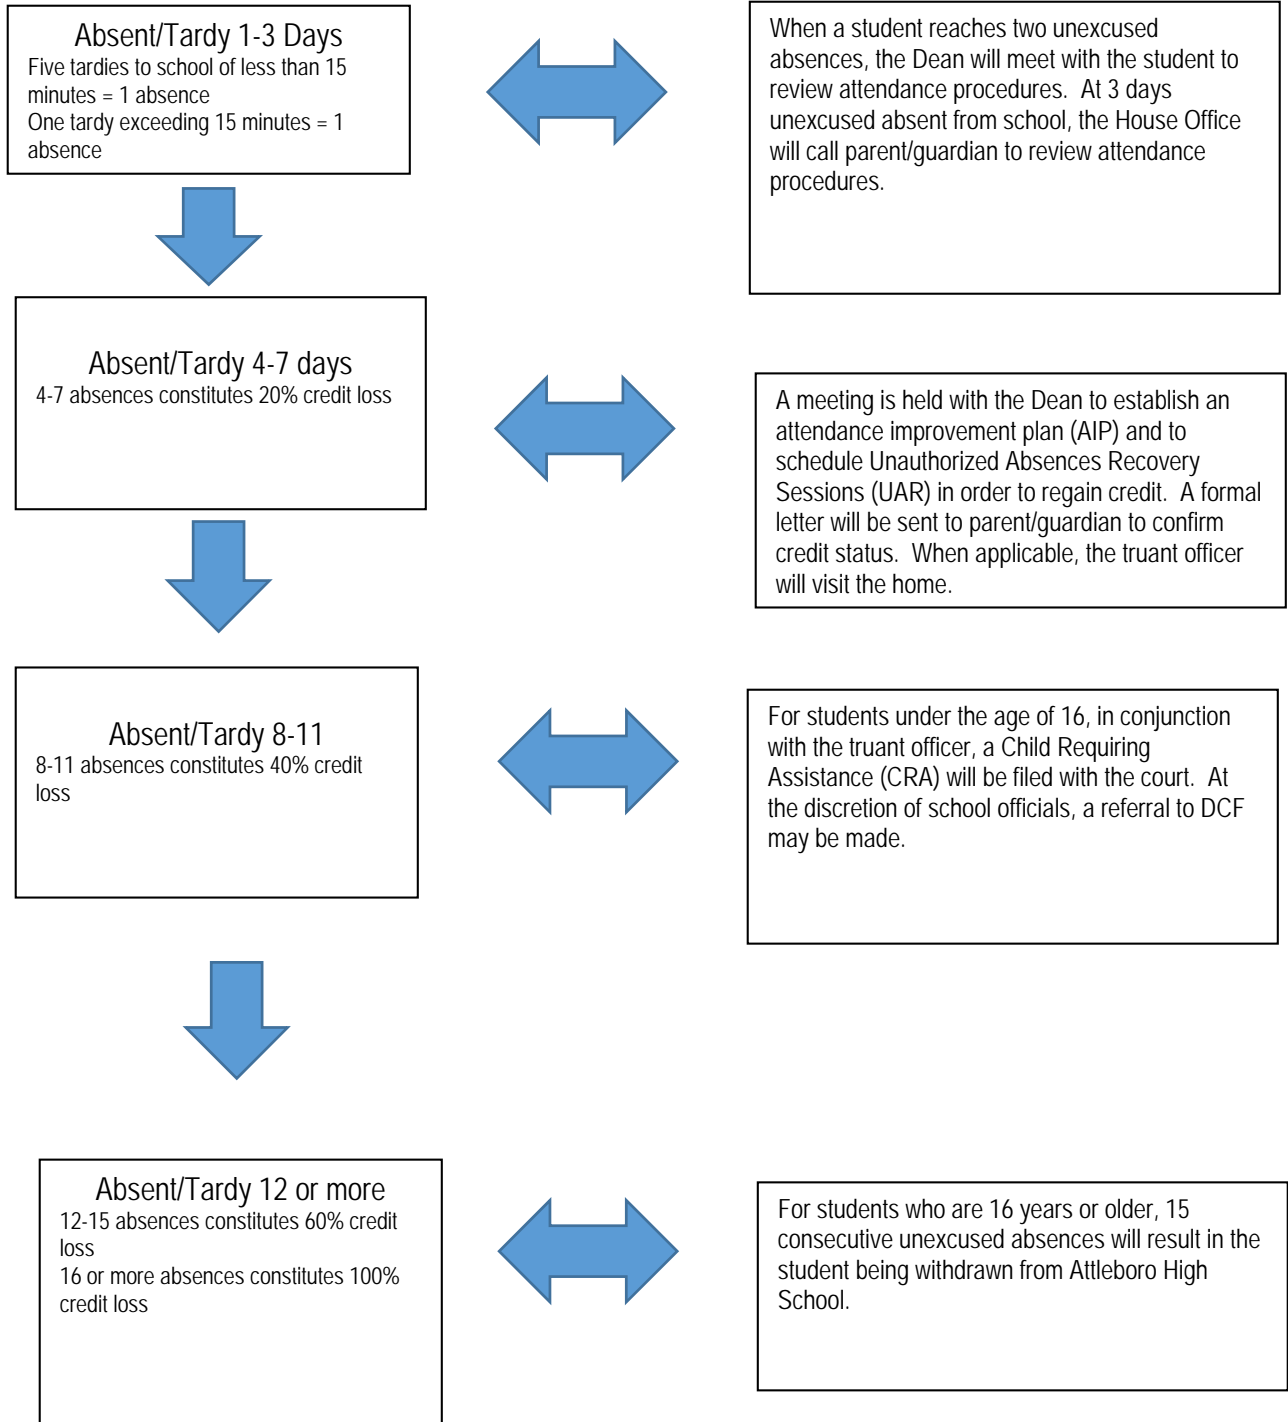 Absent/Tardy 1-3 Days
Five tardies to school of less than 15
minutes = 1 absence
One tardy exceeding 15 minutes = 1
absence
When a student reaches two unexcused
absences, the Dean will meet with the student to
review attendance procedures.  At 3 days
unexcused absent from school, the House Office
will call parent/guardian to review attendance
procedures.
Absent/Tardy 4-7 days
4-7 absences constitutes 20% credit loss
A meeting is held with the Dean to establish an
attendance improvement plan (AIP) and to
schedule Unauthorized Absences Recovery
Sessions (UAR) in order to regain credit.  A formal
letter will be sent to parent/guardian to confirm
credit status.  When applicable, the truant officer
will visit the home.
Absent/Tardy 8-11
8-11 absences constitutes 40% credit
loss
For students under the age of 16, in conjunction
with the truant officer, a Child Requiring
Assistance (CRA) will be filed with the court.  At
the discretion of school officials, a referral to DCF
may be made.
Absent/Tardy 12 or more
12-15 absences constitutes 60% credit
loss
16 or more absences constitutes 100%
credit loss
For students who are 16 years or older, 15
consecutive unexcused absences will result in the
student being withdrawn from Attleboro High
School.